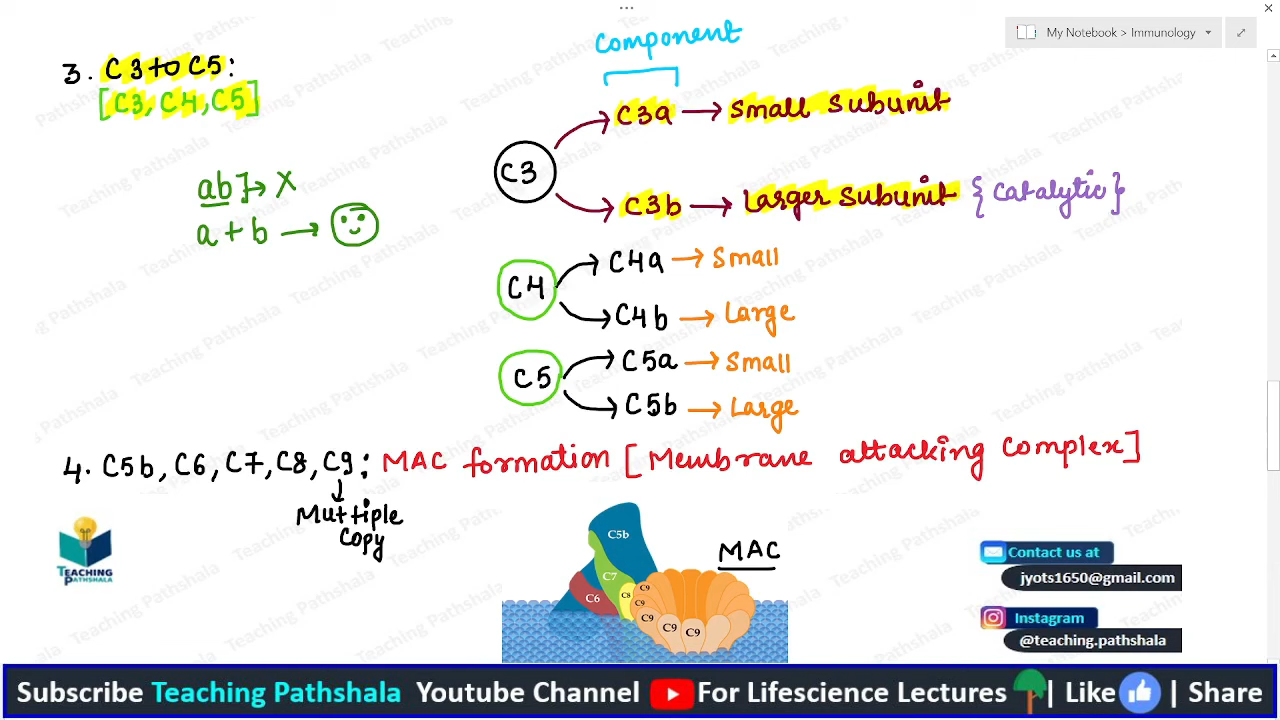 My Notebook > Immunology
Component
3. C3 to C5:
[C3, C4, C5]
C3a → Small Subunit
C3
C3b → Larger Subunit {Catalytic}
ab} → X
a + b →
C4
C4a → Small
C4b → Large
C5
C5a → Small
C5b → Large
4. C5b, C6, C7, C8, C9: MAC formation [Membrane attacking complex]
↓
Multiple
Copy
MAC
C5b
C7
C6
C8
C9
C9
C9
C9
C9
TEACHING
PATHSHALA
Contact us at
jyots1650@gmail.com
Instagram
@teaching.pathshala
Subscribe Teaching Pathshala Youtube Channel For Lifescience Lectures | Like | Share
Teaching Pathshala